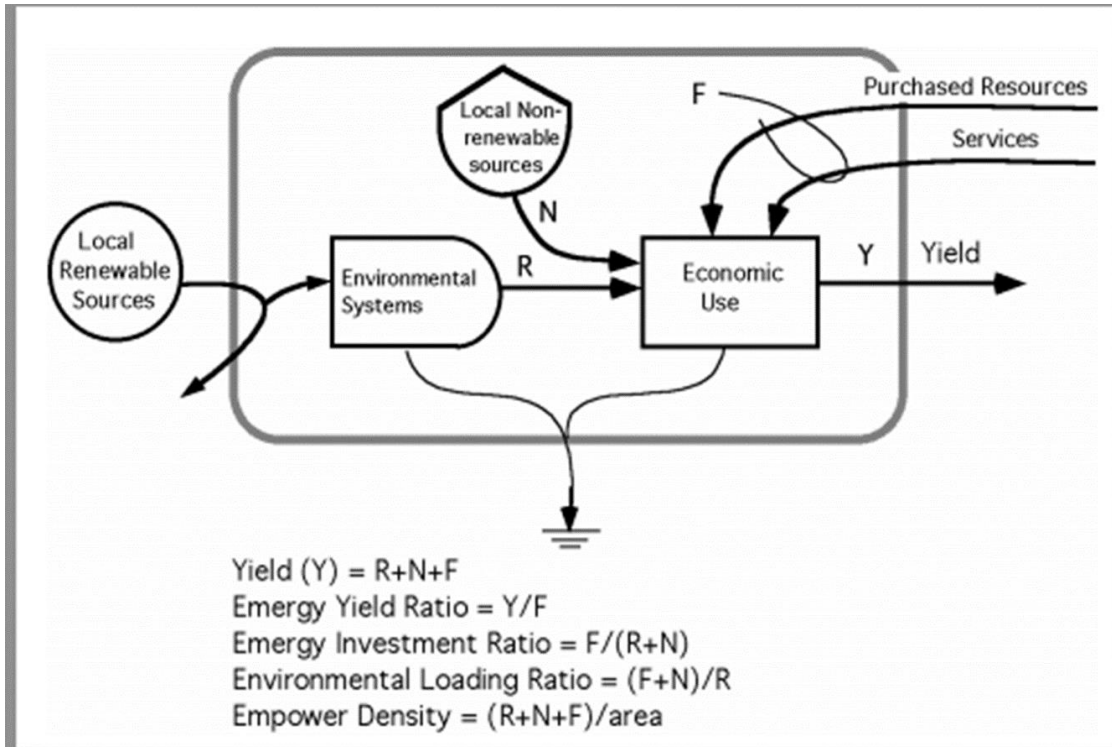 Purchased Resources
F
Services
Local Non-
renewable
sources
N
Local
Renewable
Sources
Environmental
Systems
R
Economic
Use
Y
Yield
Yield (Y) = R+N+F
Emergy Yield Ratio = Y/F
Emergy Investment Ratio = F/(R+N)
Environmental Loading Ratio = (F+N)/R
Empower Density = (R+N+F)/area